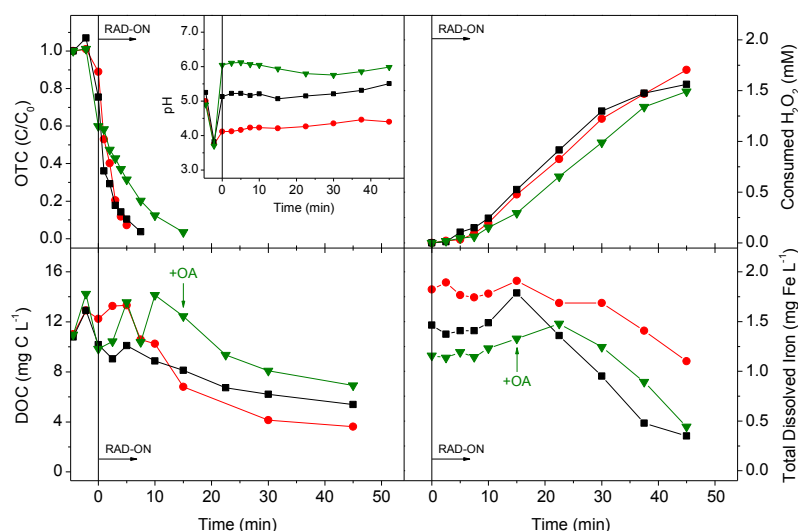 RAD-ON
RAD-ON
OTC (C/C₀)
1.0
0.8
0.6
0.4
0.2
0.0
pH
7.0
6.0
5.0
4.0
3.0
0 10 20 30 40
Time (min)
2.0
1.5
1.0
0.5
0.0
Consumed H₂O₂ (mM)
DOC (mg C L⁻¹)
16
12
8
4
0
+OA
RAD-ON
+OA
RAD-ON
2.0
1.5
1.0
0.5
0.0
Total Dissolved Iron (mg Fe L⁻¹)
0 10 20 30 40 50
0 10 20 30 40 50
Time (min)
Time (min)